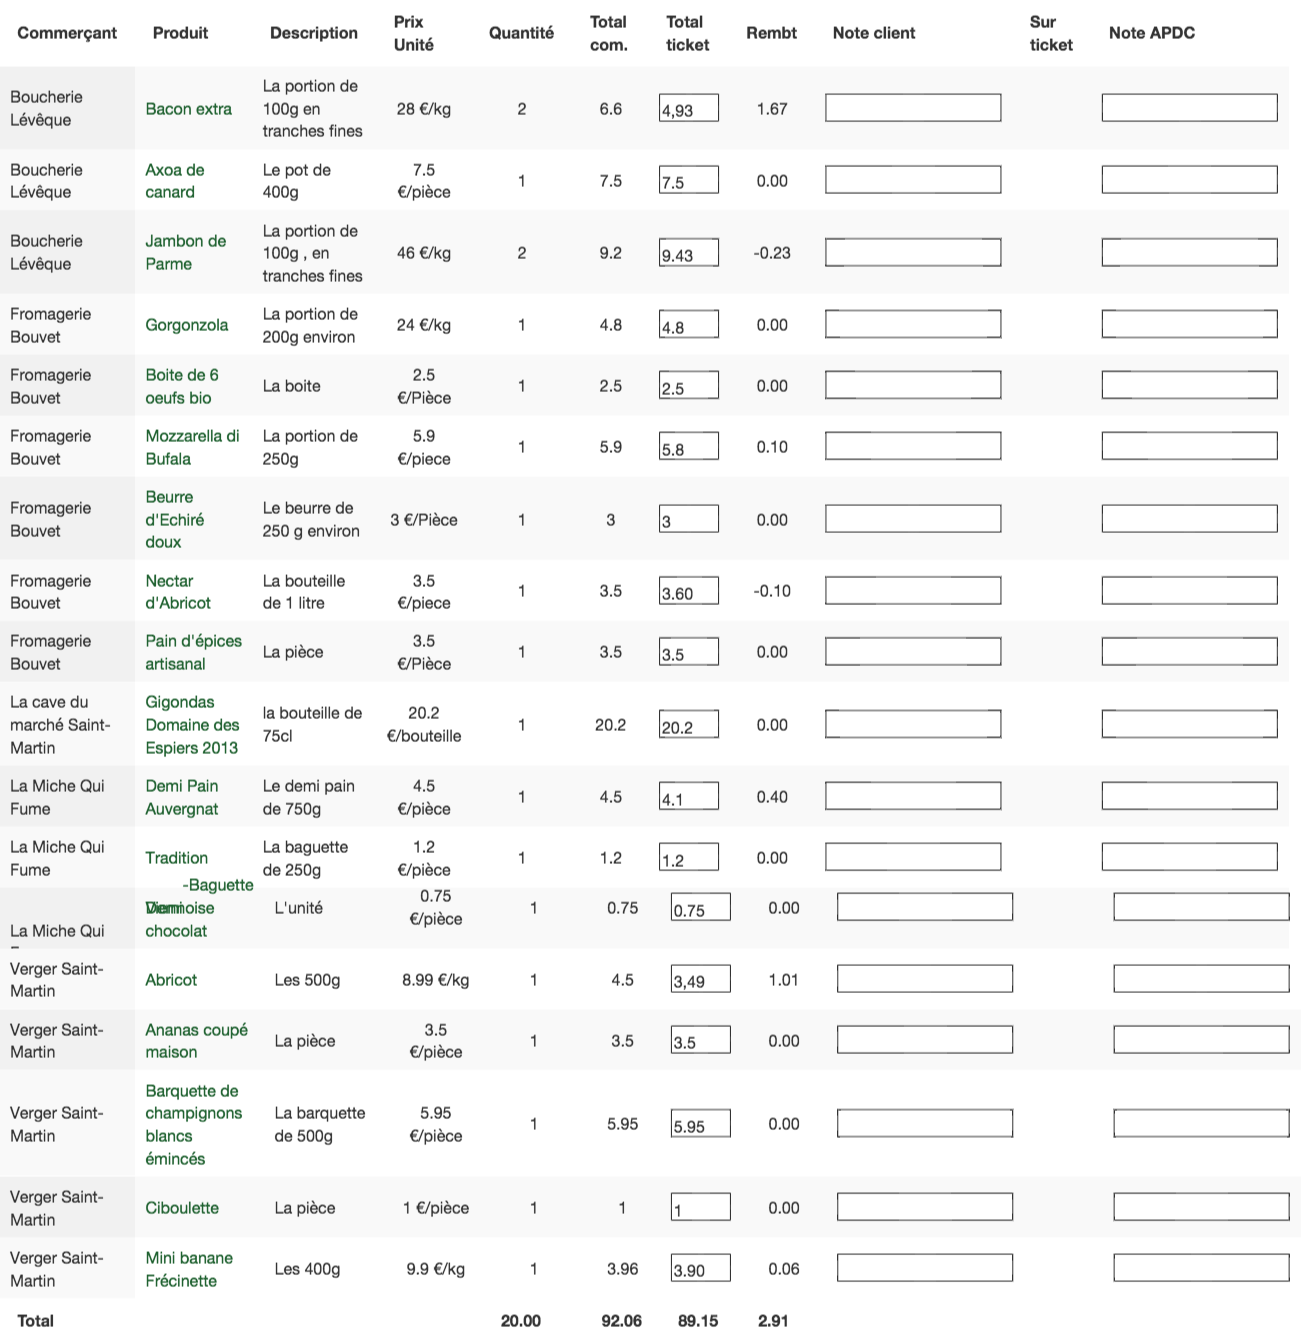 Commerçant Produit Description Prix Unité Quantité Total com. Total ticket Rembt Note client Sur ticket Note APDC
Boucherie Lévêque Bacon extra La portion de 100g en tranches fines 28 €/kg 2 6.6 4,93 1.67
Boucherie Lévêque Axoa de canard Le pot de 400g 7.5 €/pièce 1 7.5 7.5 0.00
Boucherie Lévêque Jambon de Parme La portion de 100g , en tranches fines 46 €/kg 2 9.2 9.43 -0.23
Fromagerie Bouvet Gorgonzola La portion de 200g environ 24 €/kg 1 4.8 4.8 0.00
Fromagerie Bouvet Boite de 6 oeufs bio La boite 2.5 €/Pièce 1 2.5 2.5 0.00
Fromagerie Bouvet Mozzarella di Bufala La portion de 250g 5.9 €/piece 1 5.9 5.8 0.10
Fromagerie Bouvet Beurre d'Echiré doux Le beurre de 250 g environ 3 €/Pièce 1 3 3 0.00
Fromagerie Bouvet Nectar d'Abricot La bouteille de 1 litre 3.5 €/piece 1 3.5 3.60 -0.10
Fromagerie Bouvet Pain d'épices artisanal La pièce 3.5 €/Pièce 1 3.5 3.5 0.00
La cave du marché Saint-Martin Gigondas Domaine des Espiers 2013 la bouteille de 75cl 20.2 €/bouteille 1 20.2 20.2 0.00
La Miche Qui Fume Demi Pain Auvergnat Le demi pain de 750g 4.5 €/pièce 1 4.5 4.1 0.40
La Miche Qui Fume Tradition La baguette de 250g 1.2 €/pièce 1 1.2 1.2 0.00
La Miche Qui -Baguette Viennoise chocolat L'unité 0.75 €/pièce 1 0.75 0.75 0.00
Verger Saint-Martin Abricot Les 500g 8.99 €/kg 1 4.5 3,49 1.01
Verger Saint-Martin Ananas coupé maison La pièce 3.5 €/pièce 1 3.5 3.5 0.00
Verger Saint-Martin Barquette de champignons blancs émincés La barquette de 500g 5.95 €/pièce 1 5.95 5.95 0.00
Verger Saint-Martin Ciboulette La pièce 1 €/pièce 1 1 1 0.00
Verger Saint-Martin Mini banane Frécinette Les 400g 9.9 €/kg 1 3.96 3.90 0.06
Total 20.00 92.06 89.15 2.91